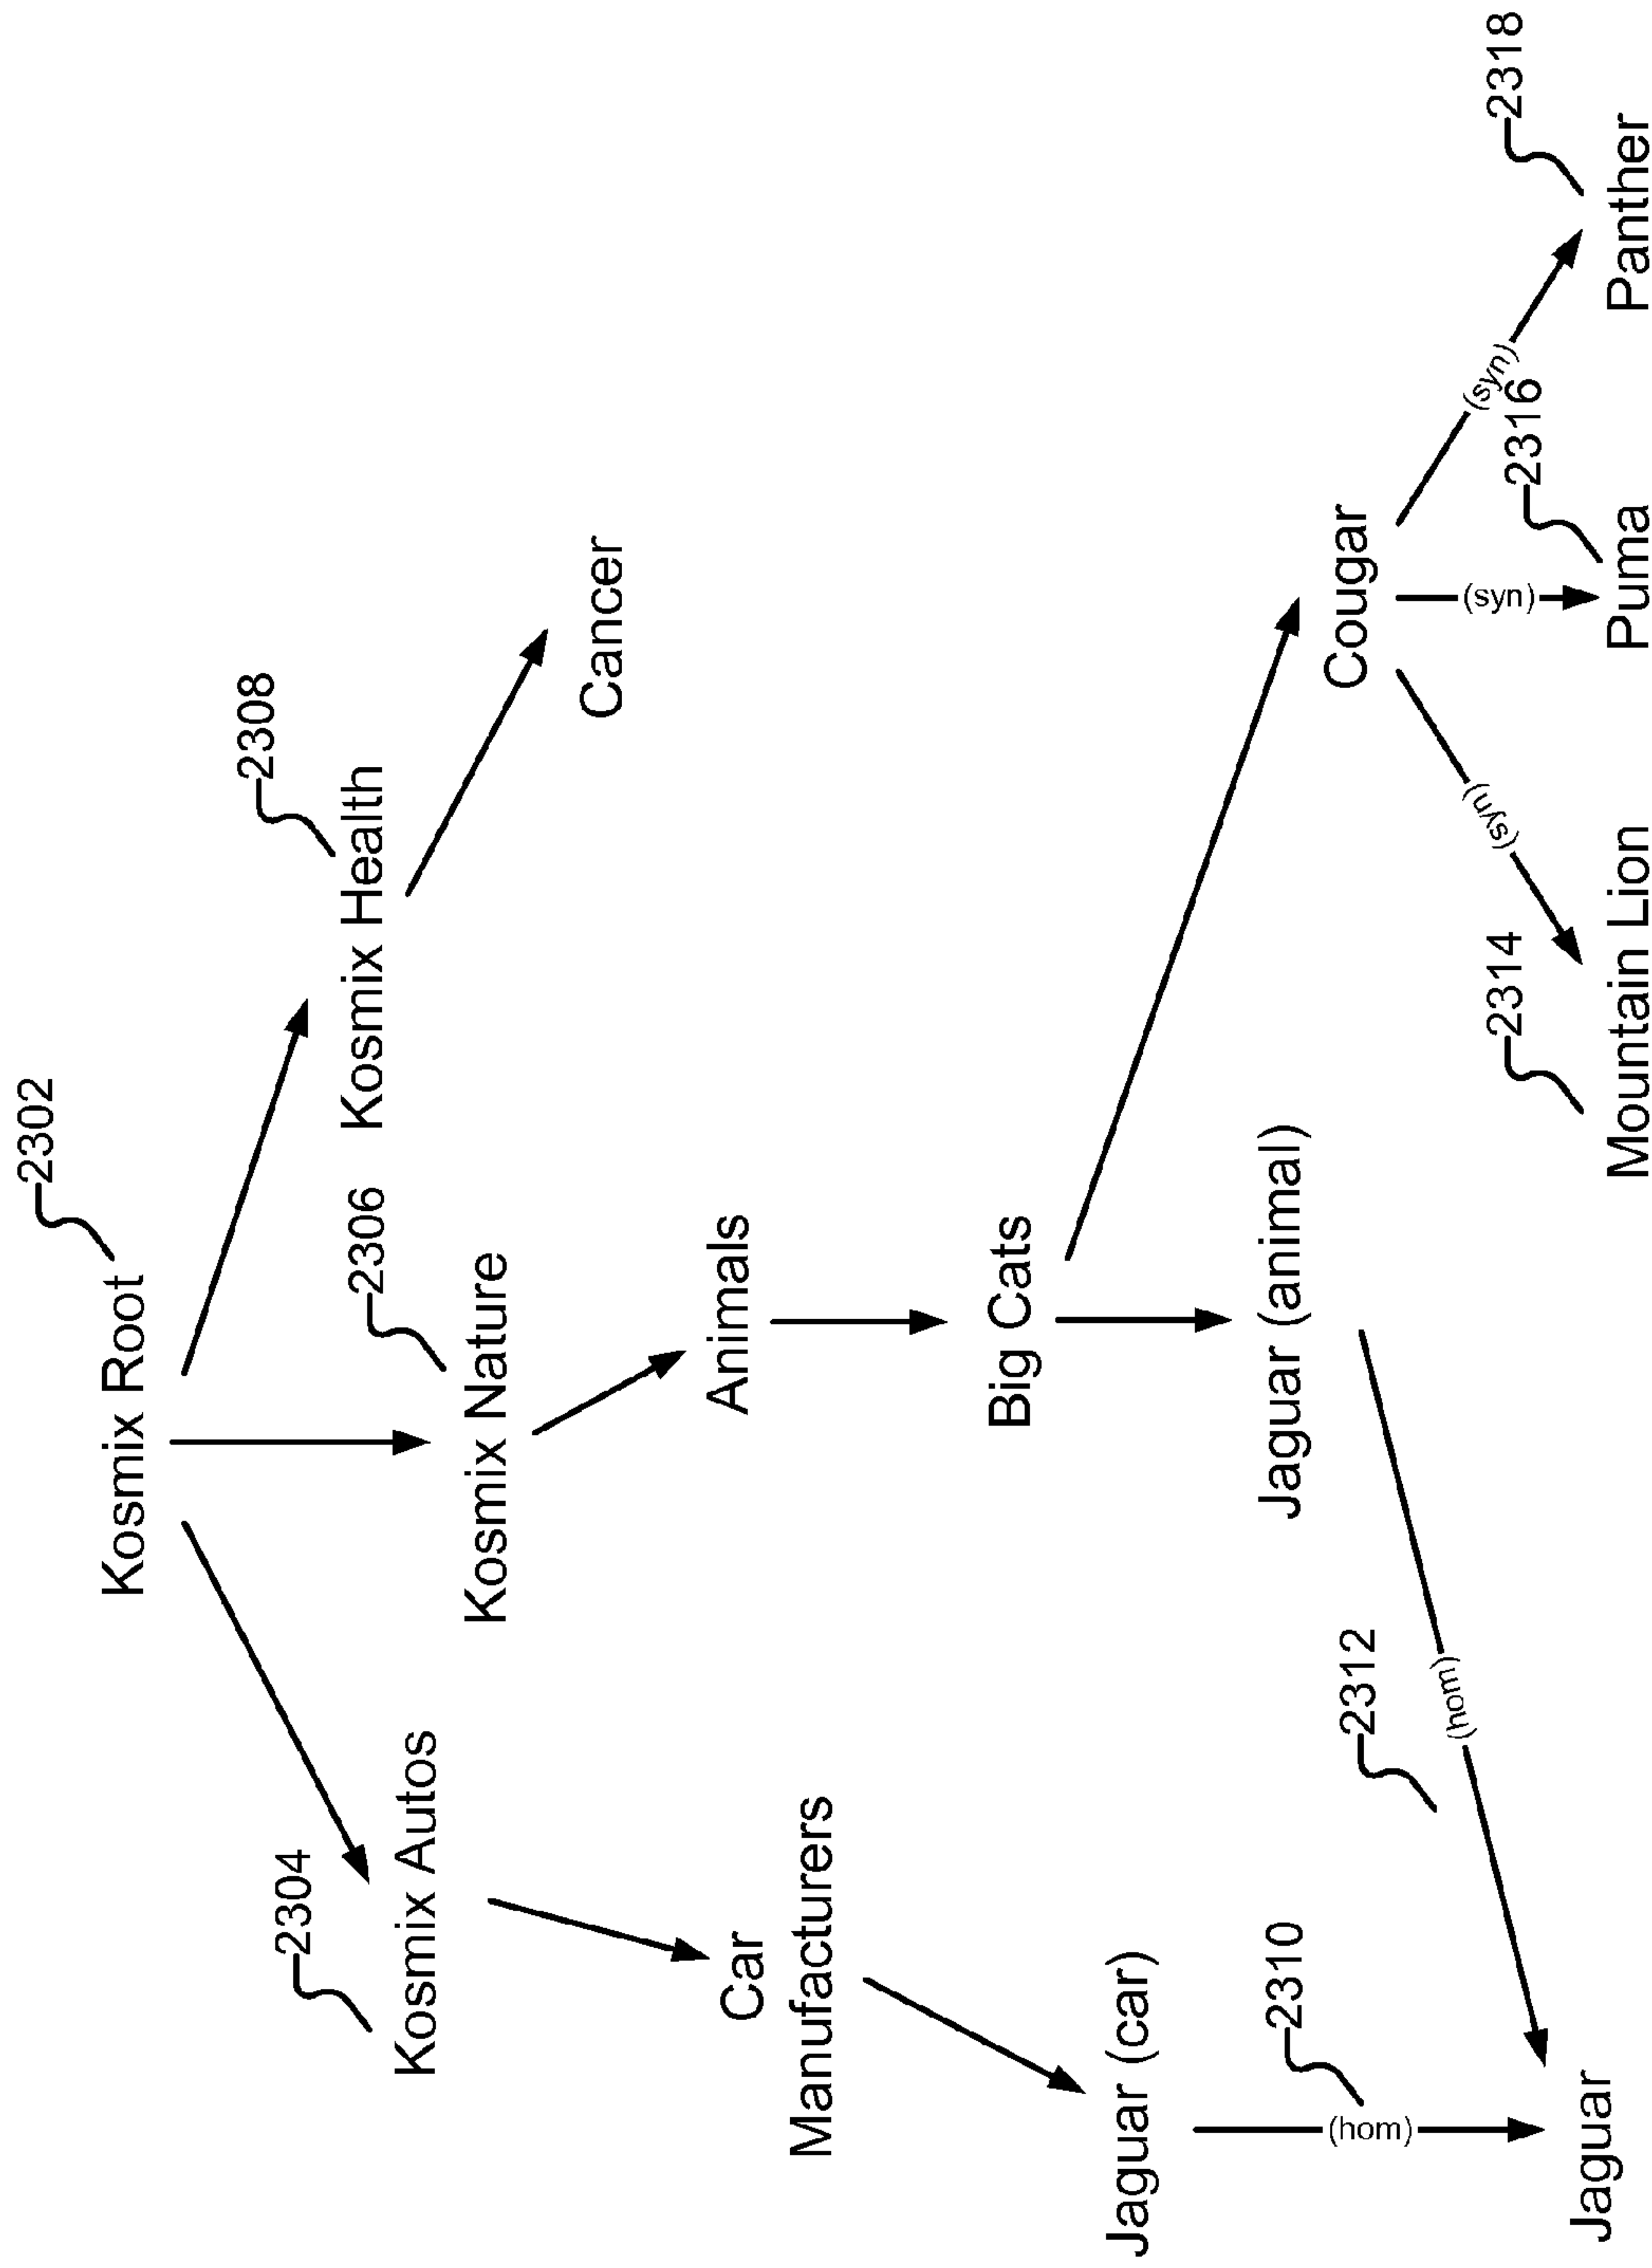 Kosmix Root
2302
2304
Kosmix Autos
2306
Kosmix Nature
2308
Kosmix Health
Car
Manufacturers
Animals
Cancer
Big Cats
Jaguar (car)
Jaguar (animal)
Cougar
2310
(hom)
2312
(hom)
(syn)
(syn)
(syn)
2314
2316
2318
Jaguar
Mountain Lion
Puma
Panther